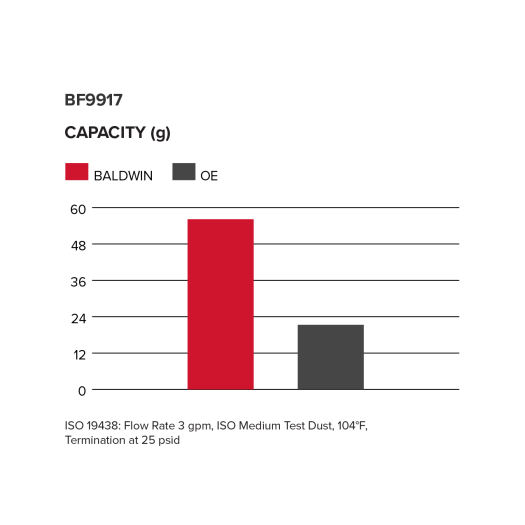 BF9917
CAPACITY (g)
BALDWIN OE
60
48
36
24
12
0
ISO 19438: Flow Rate 3 gpm, ISO Medium Test Dust, 104°F,
Termination at 25 psid